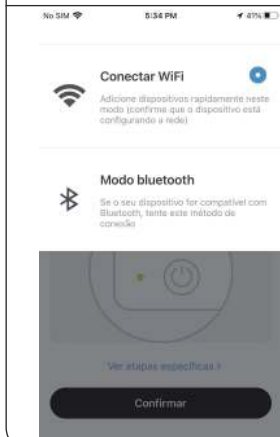 No SIM 5:34 PM 41%
Conectar WiFi
Adicione dispositivos rapidamente neste
modo (confirme que o dispositivo está
configurando a rede)
Modo bluetooth
Se o seu dispositivo for compatível com
Bluetooth, tente este método de
conexão
Ver etapas específicas >
Confirmar